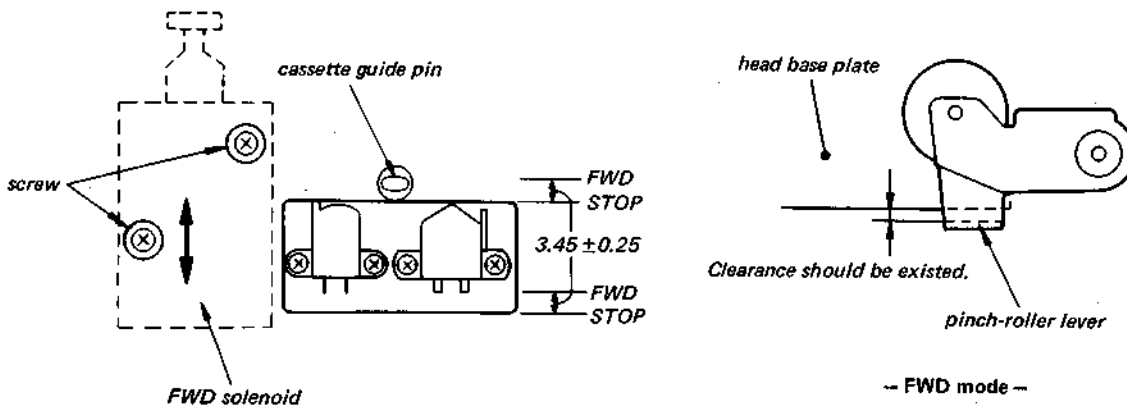 cassette guide pin
screw
FWD
STOP
3.45 ±0.25
FWD
STOP
FWD solenoid
head base plate
Clearance should be existed.
pinch-roller lever
– FWD mode –